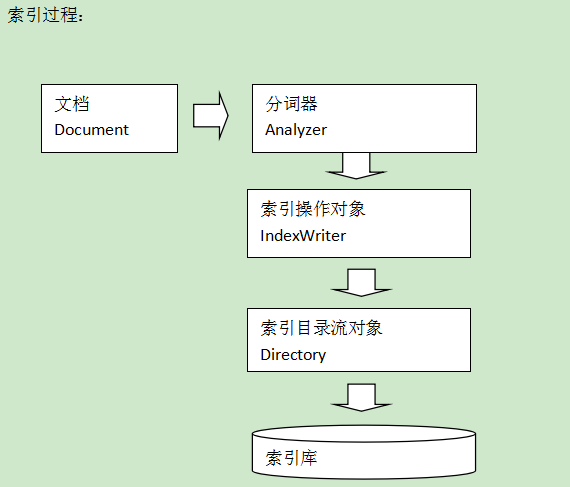 索引过程：
文档
Document
分词器
Analyzer
索引操作对象
IndexWriter
索引目录流对象
Directory
索引库